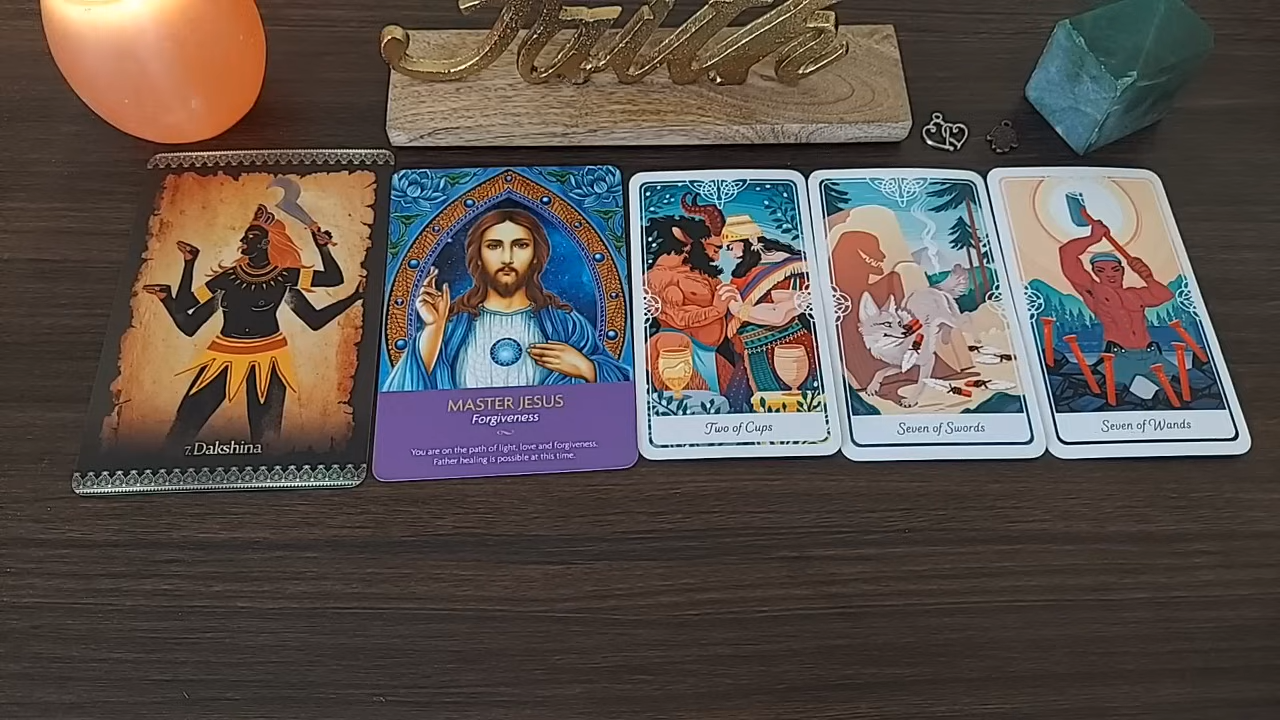 Faith
7. Dakshina
MASTER JESUS
Forgiveness
You are on the path of light, love and forgiveness.
Father healing is possible at this time.
Two of Cups
Seven of Swords
Seven of Wands